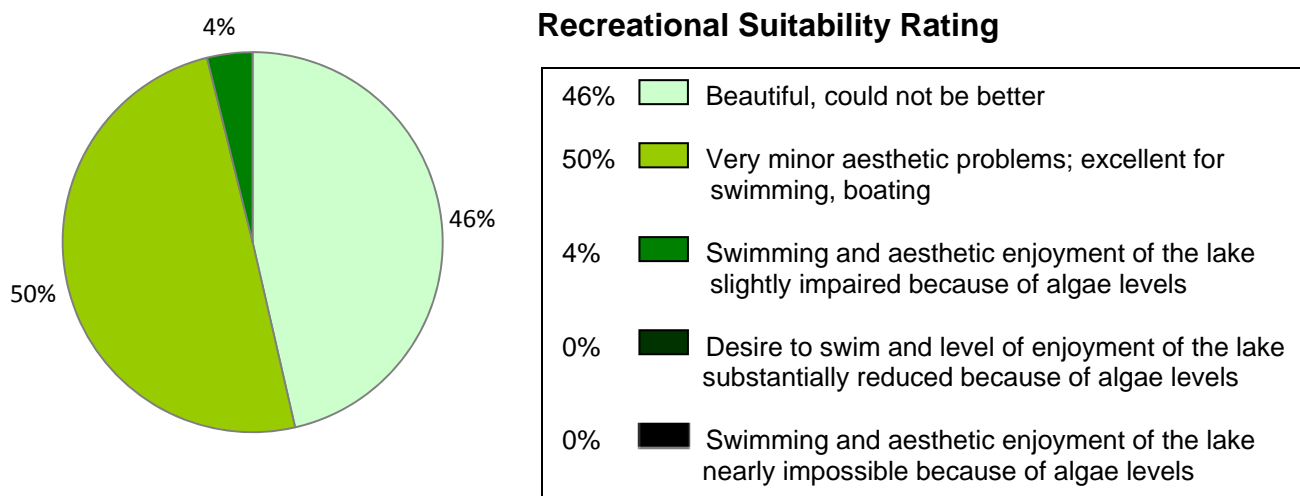 4%
46%
50%
Recreational Suitability Rating
46% Beautiful, could not be better
50% Very minor aesthetic problems; excellent for
swimming, boating
4% Swimming and aesthetic enjoyment of the lake
slightly impaired because of algae levels
0% Desire to swim and level of enjoyment of the lake
substantially reduced because of algae levels
0% Swimming and aesthetic enjoyment of the lake
nearly impossible because of algae levels